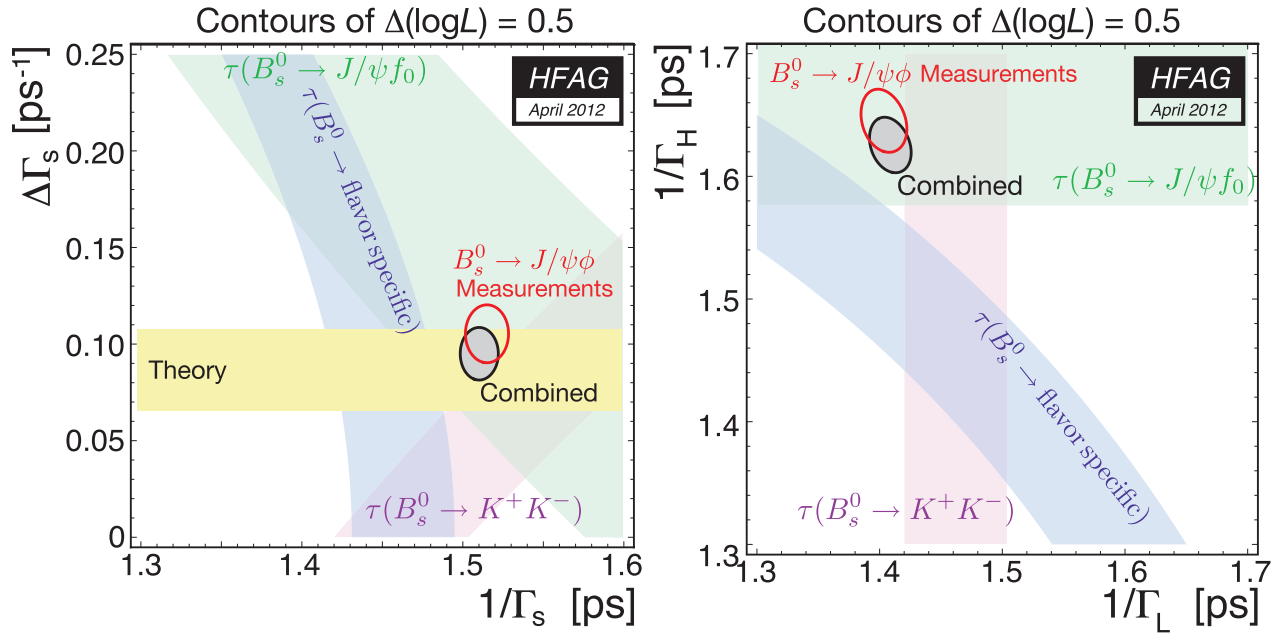 Contours of Δ(logL) = 0.5
ΔΓs [ps⁻¹]
0.25
0.20
0.15
0.10
0.05
0
τ(B⁰s → J/ψf₀)
τ(B⁰s → flavor specific)
HFAG
April 2012
B⁰s → J/ψϕ
Measurements
Theory
Combined
τ(B⁰s → K⁺K⁻)
1.3
1.4
1.5
1.6
1/Γs [ps]
Contours of Δ(logL) = 0.5
1/ΓH [ps]
1.7
1.6
1.5
1.4
1.3
B⁰s → J/ψϕ Measurements
HFAG
April 2012
Combined
τ(B⁰s → J/ψf₀)
τ(B⁰s → flavor specific)
τ(B⁰s → K⁺K⁻)
1.3
1.4
1.5
1.6
1.7
1/ΓL [ps]